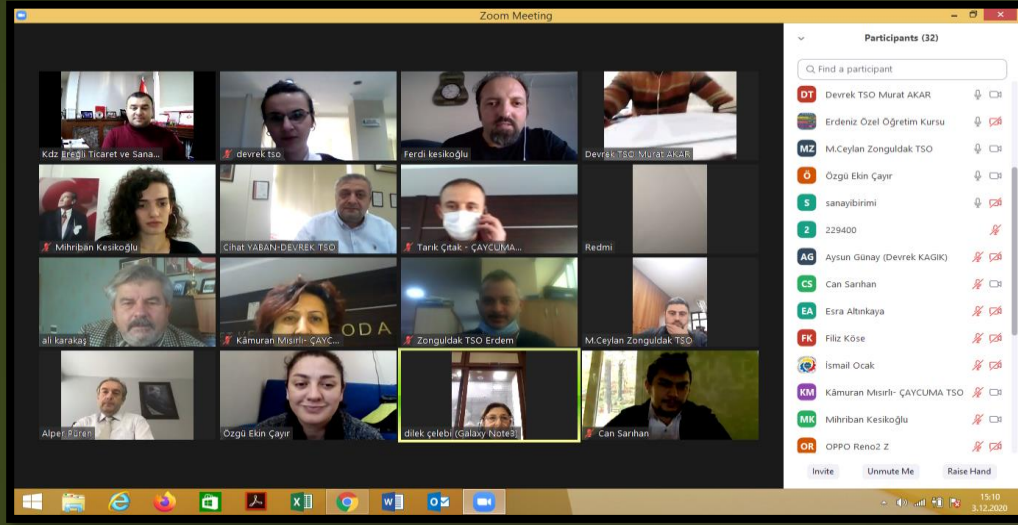 Zoom Meeting
Kdz Ereğli Ticaret ve Sana...
devrek tso
Ferdi kesikoğlu
Devrek TSO Murat AKAR
Mihriban Kesikoğlu
Cihat YABAN-DEVREK TSO
Tarık Çıtak - ÇAYCUMA...
Redmi
ali karakaş
Kâmuran Mısırlı- ÇAYC...
ODA
Zonguldak TSO Erdem
M.Ceylan Zonguldak TSO
Alper Püren
Özgü Ekin Çayır
dilek çelebi (Galaxy Note3)
Can Sarıhan
Participants (32)
Find a participant
DT Devrek TSO Murat AKAR
Erdeniz Özel Öğretim Kursu
MZ M.Ceylan Zonguldak TSO
Ö Özgü Ekin Çayır
S sanayibirimi
2 229400
AG Aysun Günay (Devrek KAGIK)
CS Can Sarıhan
EA Esra Altınkaya
FK Filiz Köse
İsmail Ocak
KM Kâmuran Mısırlı- ÇAYCUMA TSO
MK Mihriban Kesikoğlu
OR OPPO Reno2 Z
Invite Unmute Me Raise Hand
15:10
3.12.2020